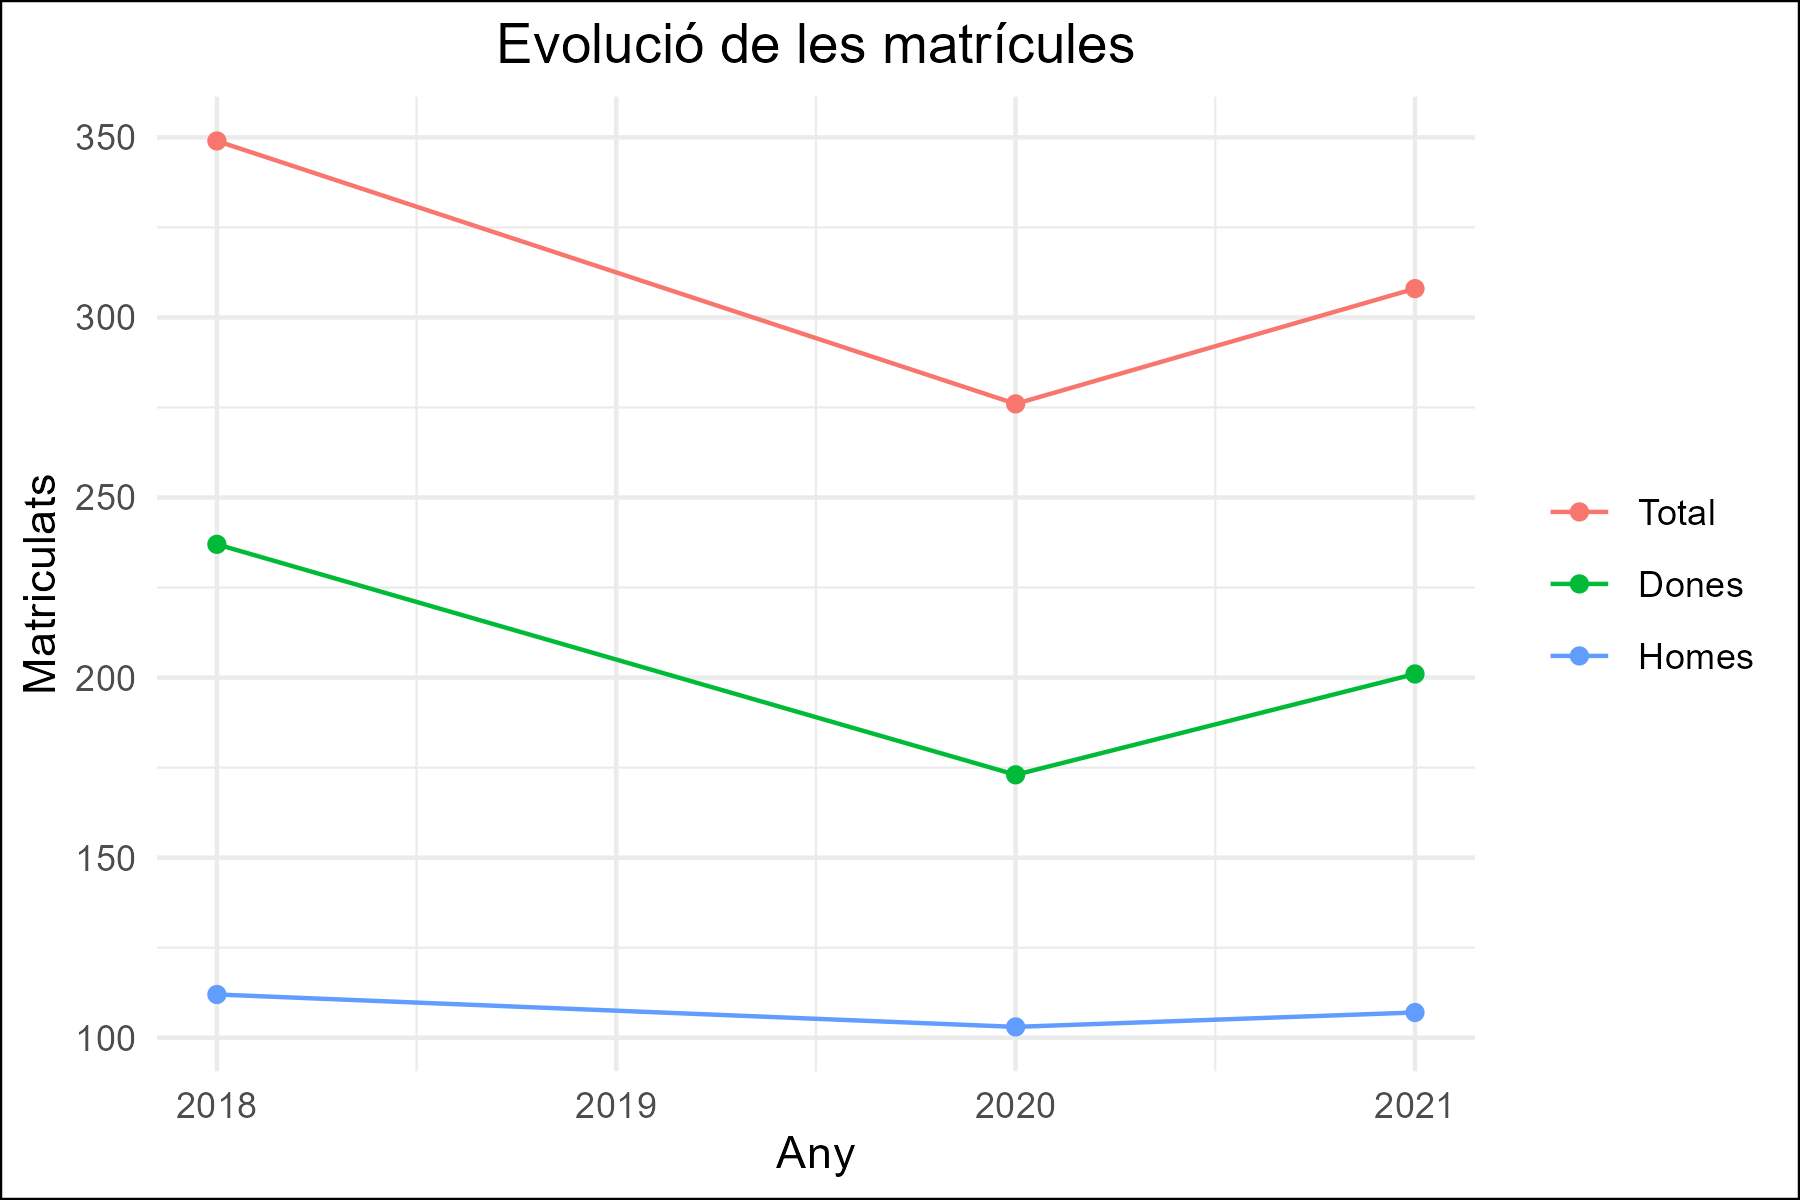 Evolució de les matrícules
Matriculats
350
300
250
200
150
100
2018
2019
2020
2021
Any
Total
Dones
Homes